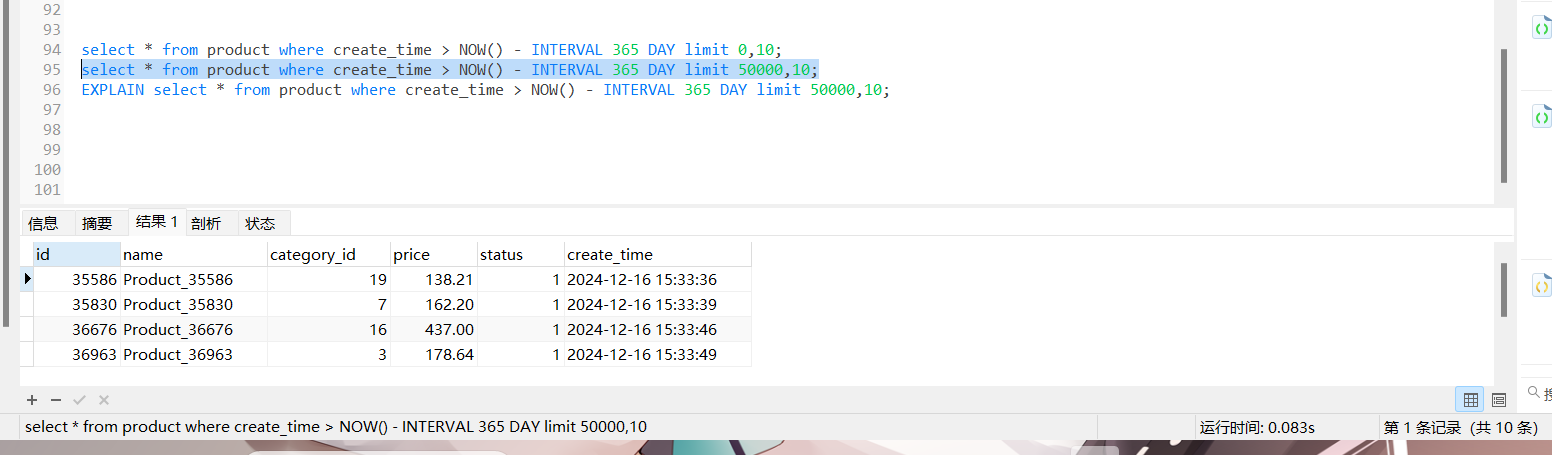 92
93
94 select * from product where create_time > NOW() - INTERVAL 365 DAY limit 0,10;
95 select * from product where create_time > NOW() - INTERVAL 365 DAY limit 50000,10;
96 EXPLAIN select * from product where create_time > NOW() - INTERVAL 365 DAY limit 50000,10;
97
98
99
100
101
信息 摘要 结果 1 剖析 状态
id name category_id price status create_time
35586 Product_35586 19 138.21 1 2024-12-16 15:33:36
35830 Product_35830 7 162.20 1 2024-12-16 15:33:39
36676 Product_36676 16 437.00 1 2024-12-16 15:33:46
36963 Product_36963 3 178.64 1 2024-12-16 15:33:49
select * from product where create_time > NOW() - INTERVAL 365 DAY limit 50000,10 运行时间: 0.083s 第 1 条记录 (共 10 条)